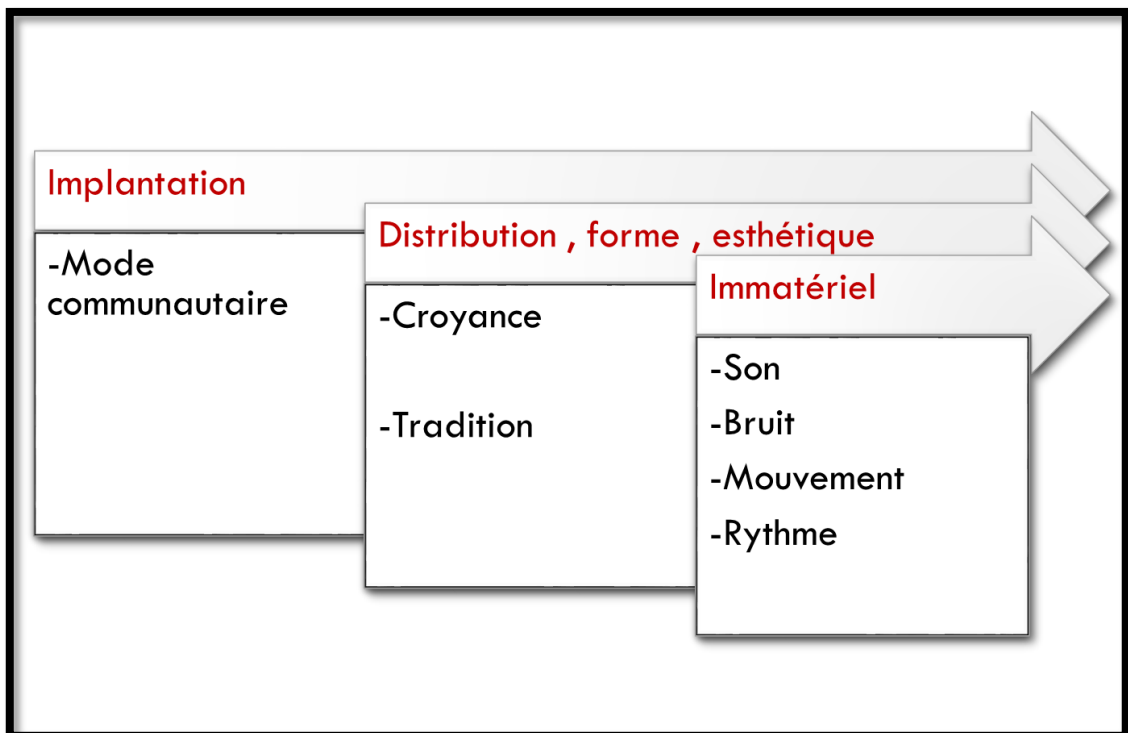 Implantation
-Mode
communautaire
Distribution , forme , esthétique
-Croyance
-Tradition
Immatériel
-Son
-Bruit
-Mouvement
-Rythme